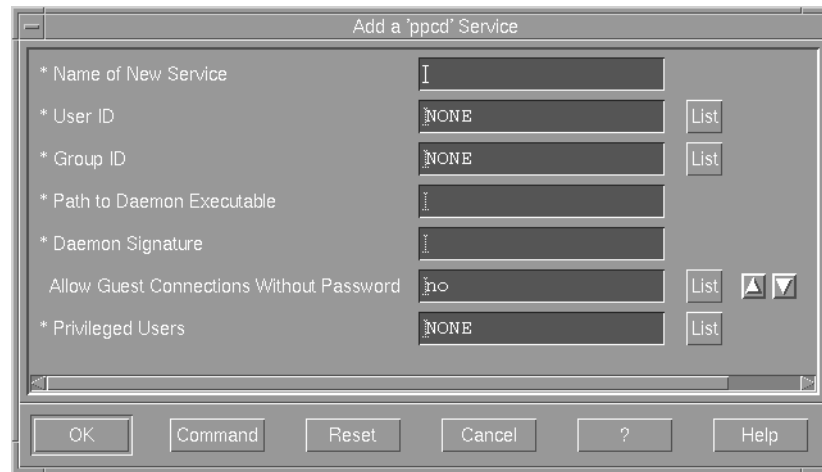 Add a 'ppcd' Service
* Name of New Service
* User ID NONE List
* Group ID NONE List
* Path to Daemon Executable
* Daemon Signature
Allow Guest Connections Without Password no List
* Privileged Users NONE List
OK Command Reset Cancel ? Help